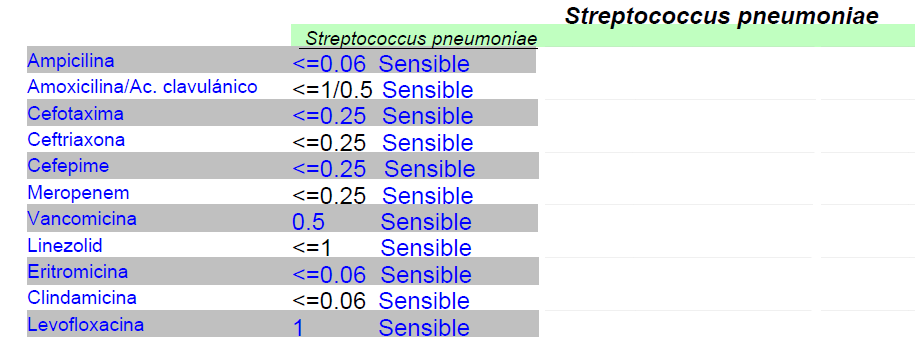 Streptococcus pneumoniae
Streptococcus pneumoniae
Ampicilina <=0.06 Sensible
Amoxicilina/Ac. clavulánico <=1/0.5 Sensible
Cefotaxima <=0.25 Sensible
Ceftriaxona <=0.25 Sensible
Cefepime <=0.25 Sensible
Meropenem <=0.25 Sensible
Vancomicina 0.5 Sensible
Linezolid <=1 Sensible
Eritromicina <=0.06 Sensible
Clindamicina <=0.06 Sensible
Levofloxacina 1 Sensible